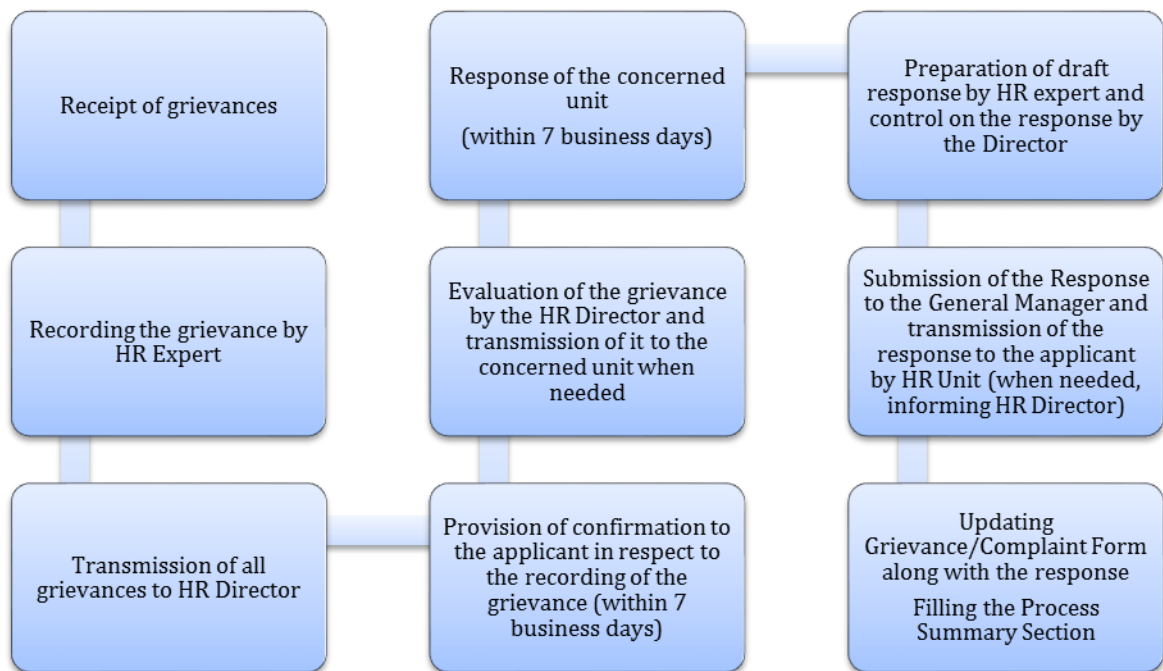 Receipt of grievances
Recording the grievance by
HR Expert
Transmission of all
grievances to HR Director
Provision of confirmation to
the applicant in respect to
the recording of the
grievance (within 7
business days)
Evaluation of the grievance
by the HR Director and
transmission of it to the
concerned unit when
needed
Response of the concerned
unit
(within 7 business days)
Preparation of draft
response by HR expert and
control on the response by
the Director
Submission of the Response
to the General Manager and
transmission of the
response to the applicant
by HR Unit (when needed,
informing HR Director)
Updating
Grievance/Complaint Form
along with the response
Filling the Process
Summary Section